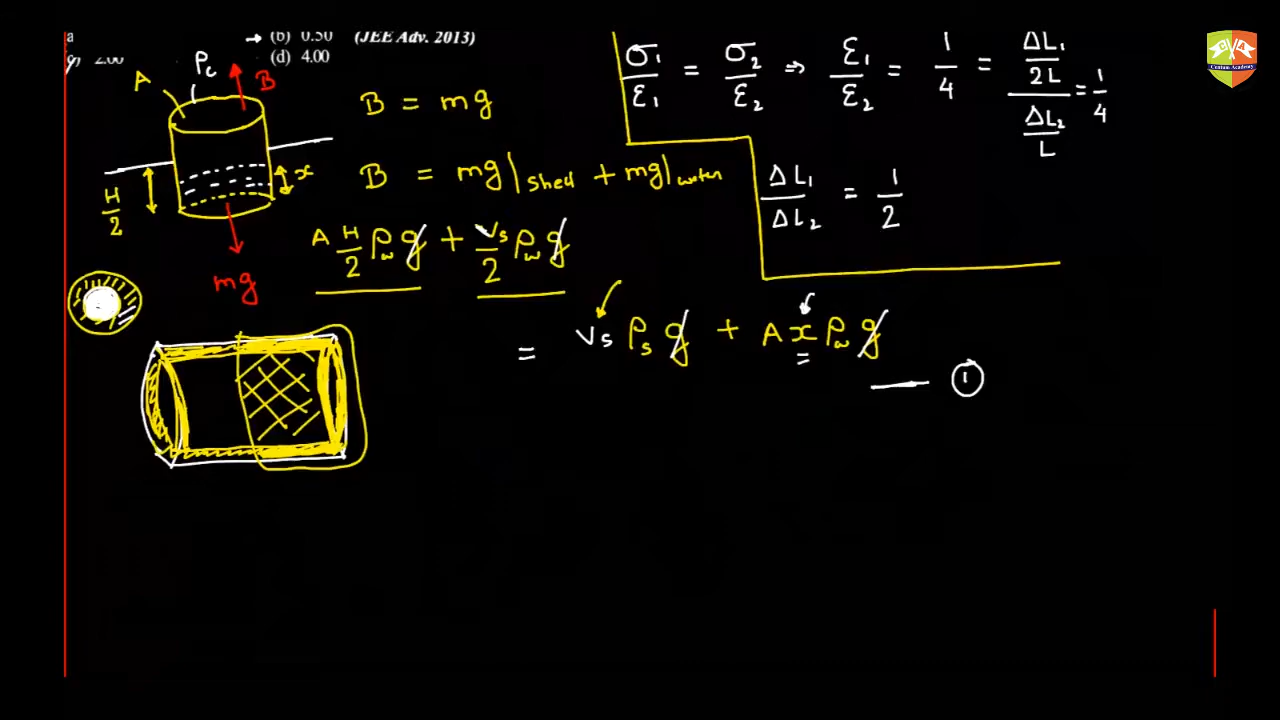 (b) 0.50 (JEE Adv. 2013)
2.00 (d) 4.00
ρc
A
B
H/2
x
mg
B = mg
B = mg|shell + mg|water
A H/2 ρw g + Vs/2 ρw g
= Vs ρs g + A x ρw g
①
σ1/ε1 = σ2/ε2 ⇒ ε1/ε2 = 1/4 = (ΔL1/2L)/(ΔL2/L) = 1/4
ΔL1/ΔL2 = 1/2
Centum Academy